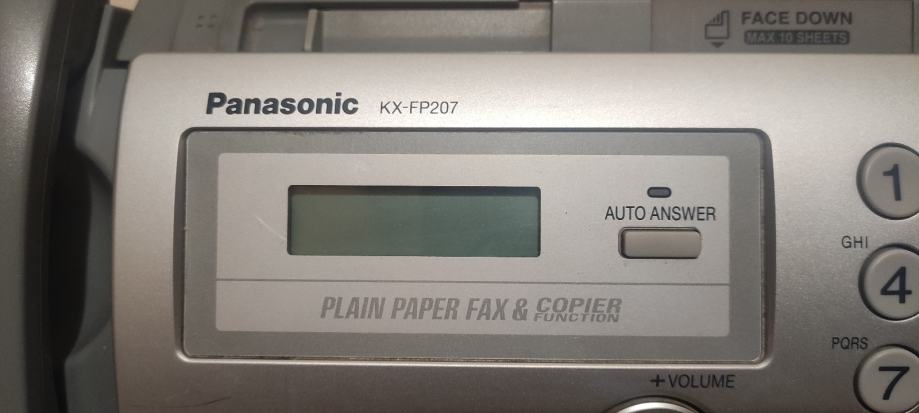 FACE DOWN
MAX 10 SHEETS
Panasonic KX-FP207
1
AUTO ANSWER
GHI
4
PLAIN PAPER FAX & COPIER FUNCTION
PQRS
7
+VOLUME